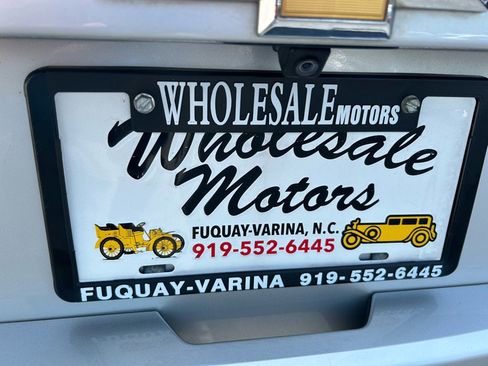 WHOLESALE MOTORS
Wholesale
Motors
FUQUAY-VARINA, N.C.
919-552-6445
FUQUAY-VARINA 919-552-6445